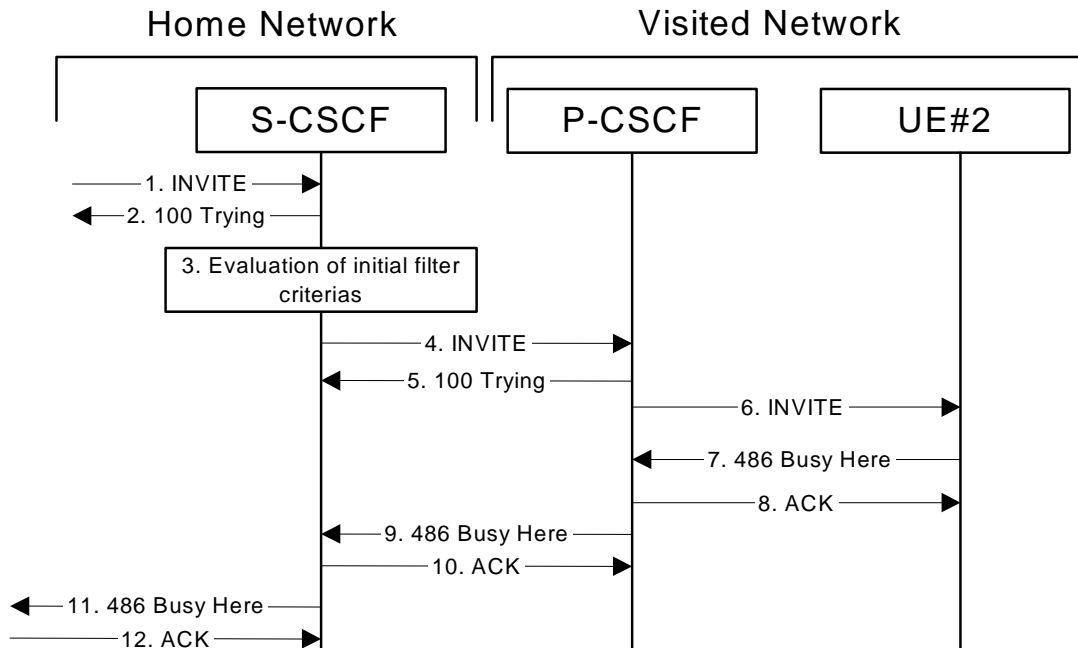 Home Network
Visited Network
S-CSCF
P-CSCF
UE#2
1. INVITE
2. 100 Trying
3. Evaluation of initial filter
criterias
4. INVITE
5. 100 Trying
6. INVITE
7. 486 Busy Here
8. ACK
9. 486 Busy Here
10. ACK
11. 486 Busy Here
12. ACK